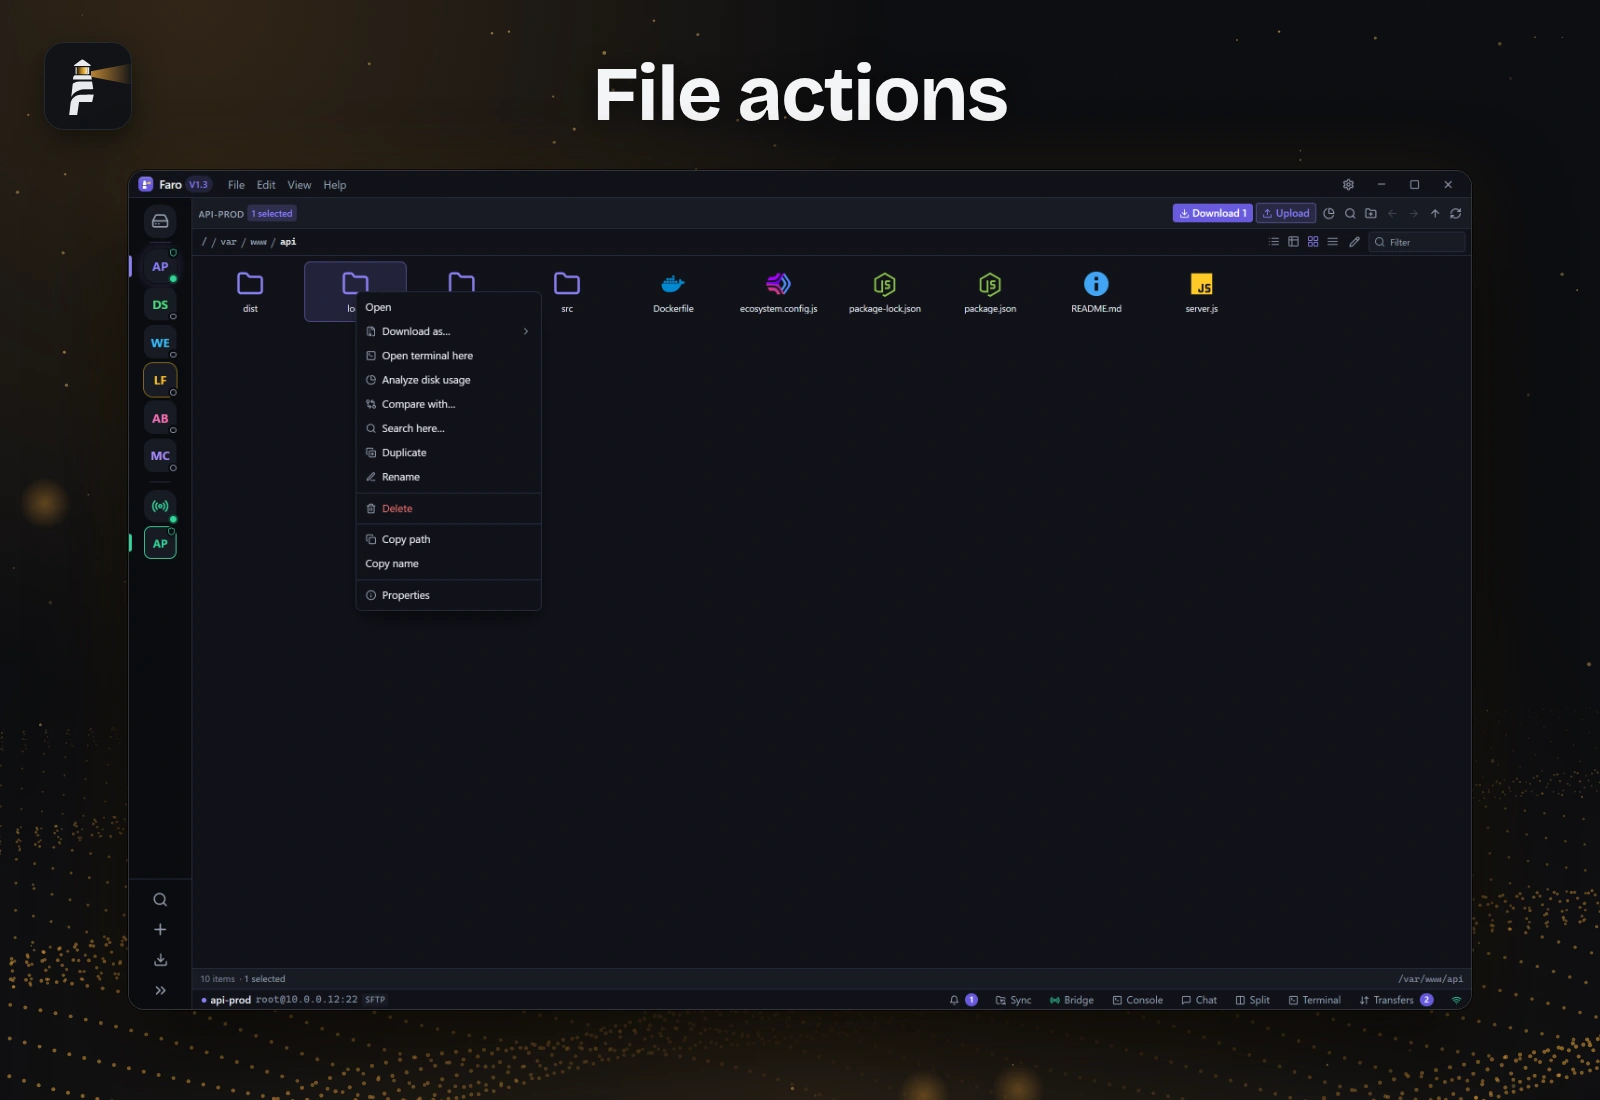 File actions
Faro V1.3 File Edit View Help
API-PROD 1 selected Download 1 Upload
/ / var / www / api Filter
dist src Dockerfile ecosystem.config.js package-lock.json package.json README.md server.js
Open
Download as...
Open terminal here
Analyze disk usage
Compare with...
Search here...
Duplicate
Rename
Delete
Copy path
Copy name
Properties
AP
DS
WE
LF
AB
MC
AP
10 items · 1 selected /var/www/api
api-prod root@10.0.0.12:22 SFTP 1 Sync Bridge Console Chat Split Terminal Transfers 2